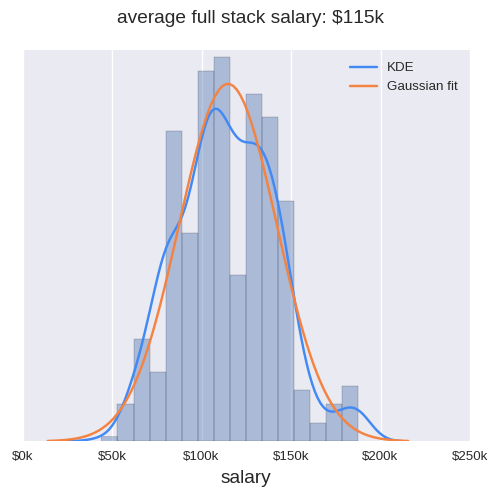 average full stack salary: $115k
KDE
Gaussian fit
$0k $50k $100k $150k $200k $250k
salary